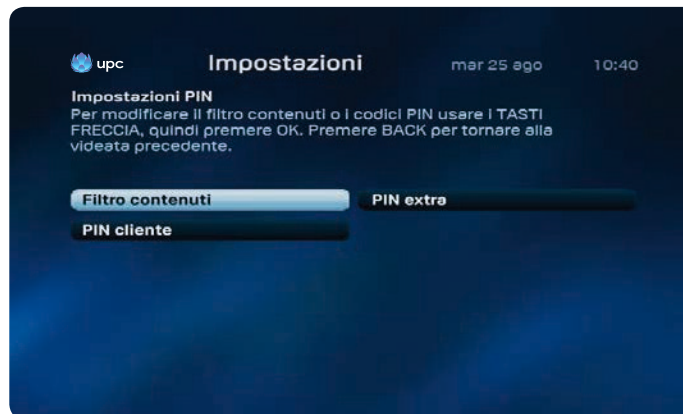 upc Impostazioni mar 25 ago 10:40
Impostazioni PIN
Per modificare il filtro contenuti o i codici PIN usare i TASTI
FRECCIA, quindi premere OK. Premere BACK per tornare alla
videata precedente.
Filtro contenuti PIN extra
PIN cliente